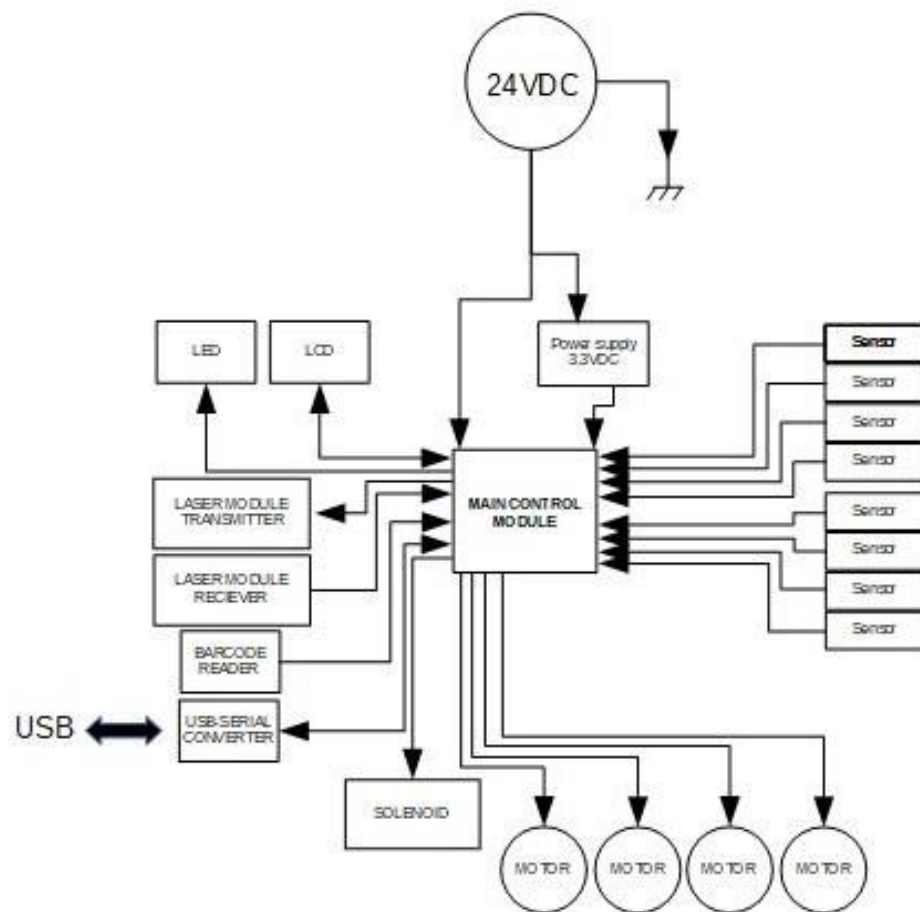 24VDC
LED
LCD
Power supply
3.3VDC
Sensor
Sensor
Sensor
Sensor
Sensor
Sensor
Sensor
Sensor
LASER MODULE
TRANSMITTER
MAIN CONTROL
MODULE
LASER MODULE
RECIEVER
BARCODE
READER
USB
USB-SERIAL
CONVERTER
SOLENOID
MOTOR
MOTOR
MOTOR
MOTOR